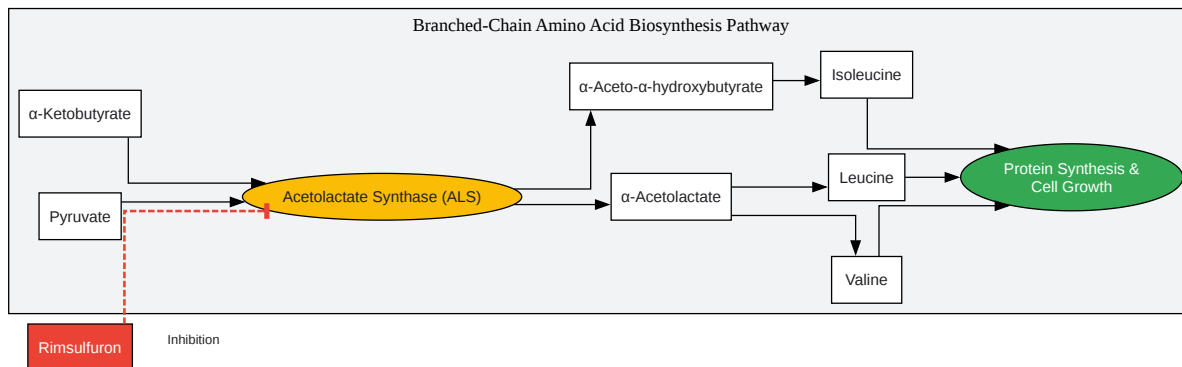 Branched-Chain Amino Acid Biosynthesis Pathway
α-Ketobutyrate
Pyruvate
Acetolactate Synthase (ALS)
α-Aceto-α-hydroxybutyrate
α-Acetolactate
Isoleucine
Leucine
Valine
Protein Synthesis &
Cell Growth
Rimsulfuron
Inhibition